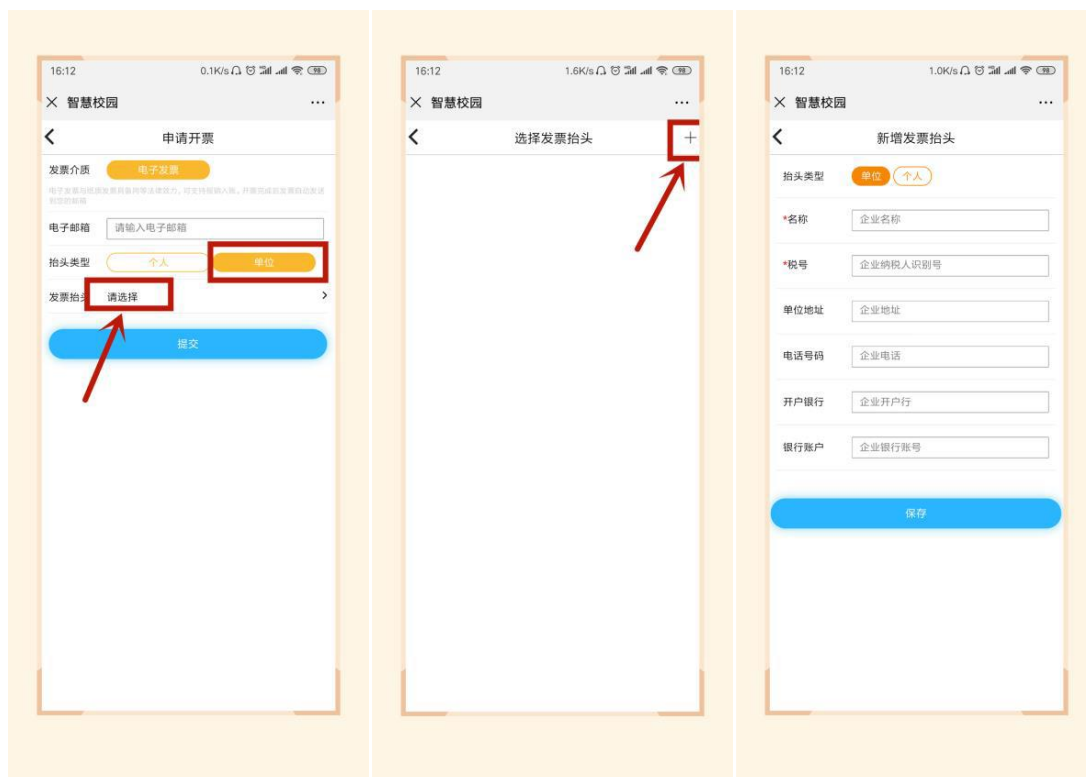 16:12
0.1K/s
98
智慧校园
申请开票
发票介质
电子发票
电子邮箱
请输入电子邮箱
抬头类型
个人
单位
发票抬头
请选择
提交
16:12
1.6K/s
98
智慧校园
选择发票抬头
16:12
1.0K/s
98
智慧校园
新增发票抬头
抬头类型
单位
个人
*名称
企业名称
*税号
企业纳税人识别号
单位地址
企业地址
电话号码
企业电话
开户银行
企业开户行
银行账户
企业银行账号
保存